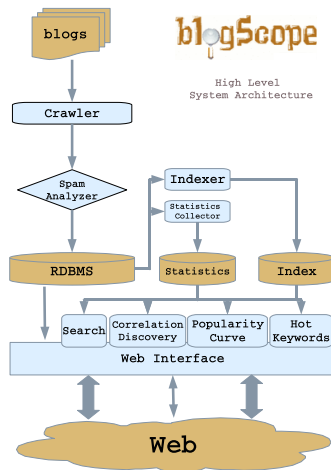 blogs
blogScope
High Level
System Architecture
Crawler
Spam
Analyzer
Indexer
Statistics
Collector
RDBMS
Statistics
Index
Search
Correlation
Discovery
Popularity
Curve
Hot
Keywords
Web Interface
Web